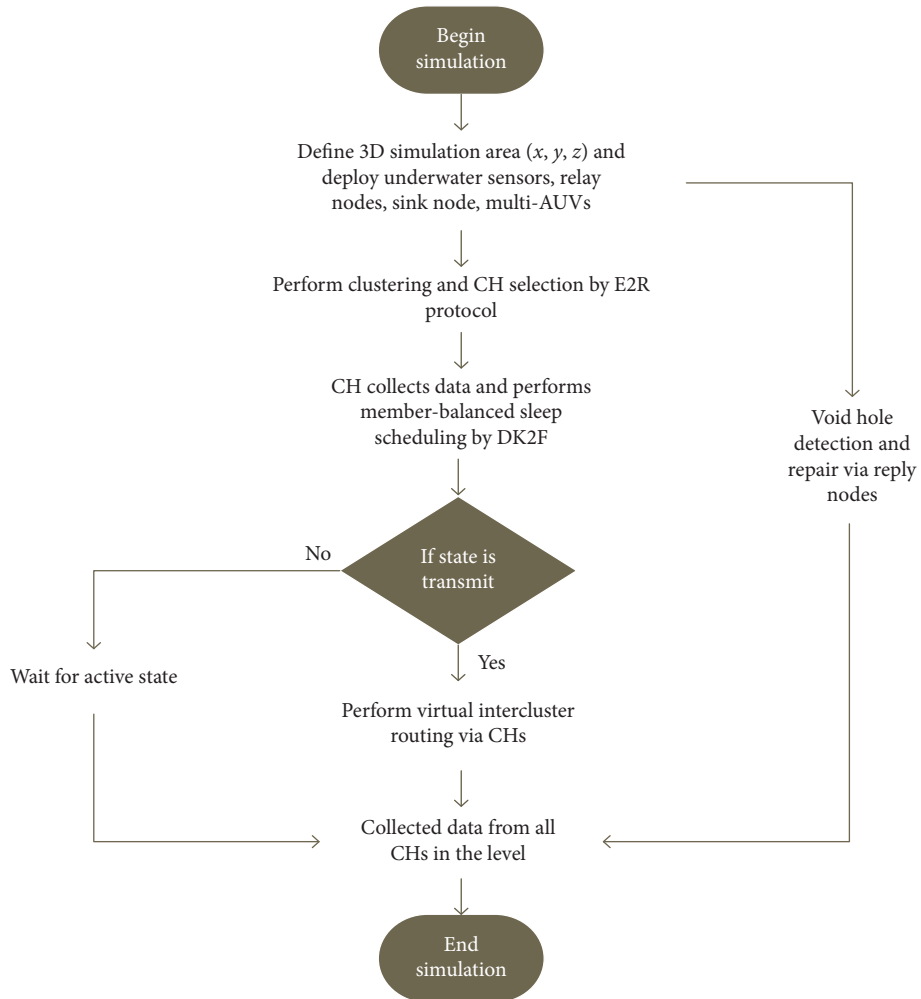 Begin
simulation
Define 3D simulation area (x, y, z) and
deploy underwater sensors, relay
nodes, sink node, multi-AUVs
Perform clustering and CH selection by E2R
protocol
CH collects data and performs
member-balanced sleep
scheduling by DK2F
Void hole
detection and
repair via reply
nodes
No
If state is
transmit
Yes
Wait for active state
Perform virtual intercluster
routing via CHs
Collected data from all
CHs in the level
End
simulation